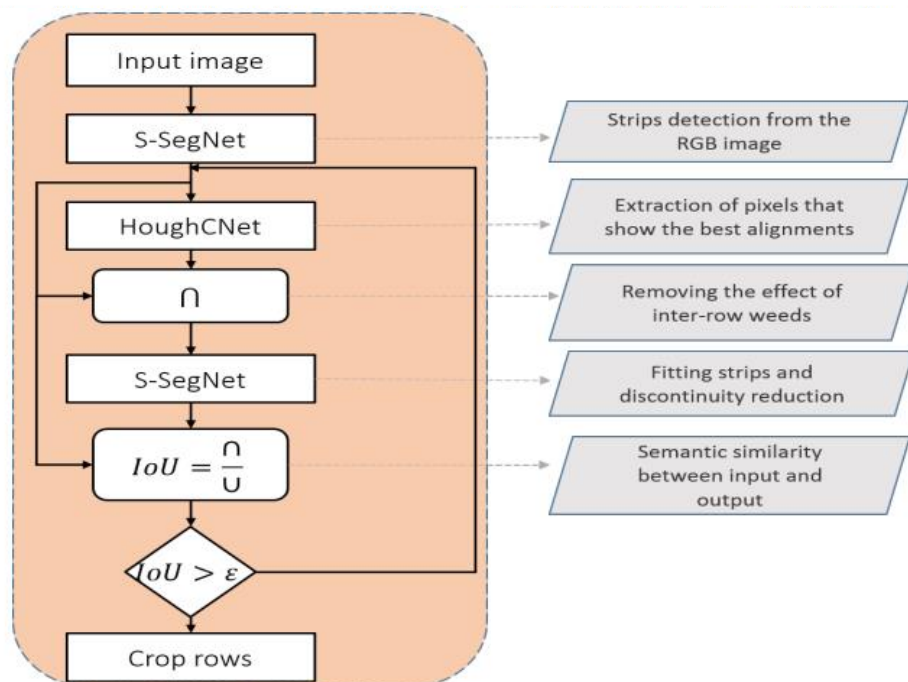 Input image
S-SegNet
Strips detection from the
RGB image
HoughCNet
Extraction of pixels that
show the best alignments
∩
Removing the effect of
inter-row weeds
S-SegNet
Fitting strips and
discontinuity reduction
IoU = ∩/∪
Semantic similarity
between input and
output
IoU > ε
Crop rows